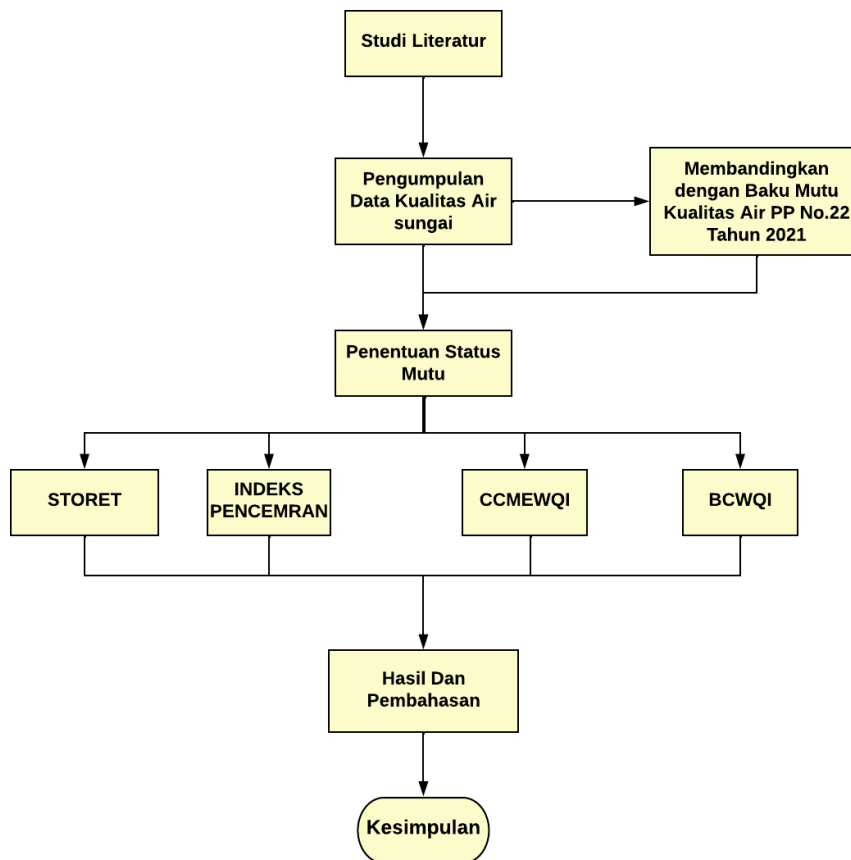 Studi Literatur
Pengumpulan
Data Kualitas Air
sungai
Membandingkan
dengan Baku Mutu
Kualitas Air PP No.22
Tahun 2021
Penentuan Status
Mutu
STORET
INDEKS
PENCEMRAN
CCMEWQI
BCWQI
Hasil Dan
Pembahasan
Kesimpulan